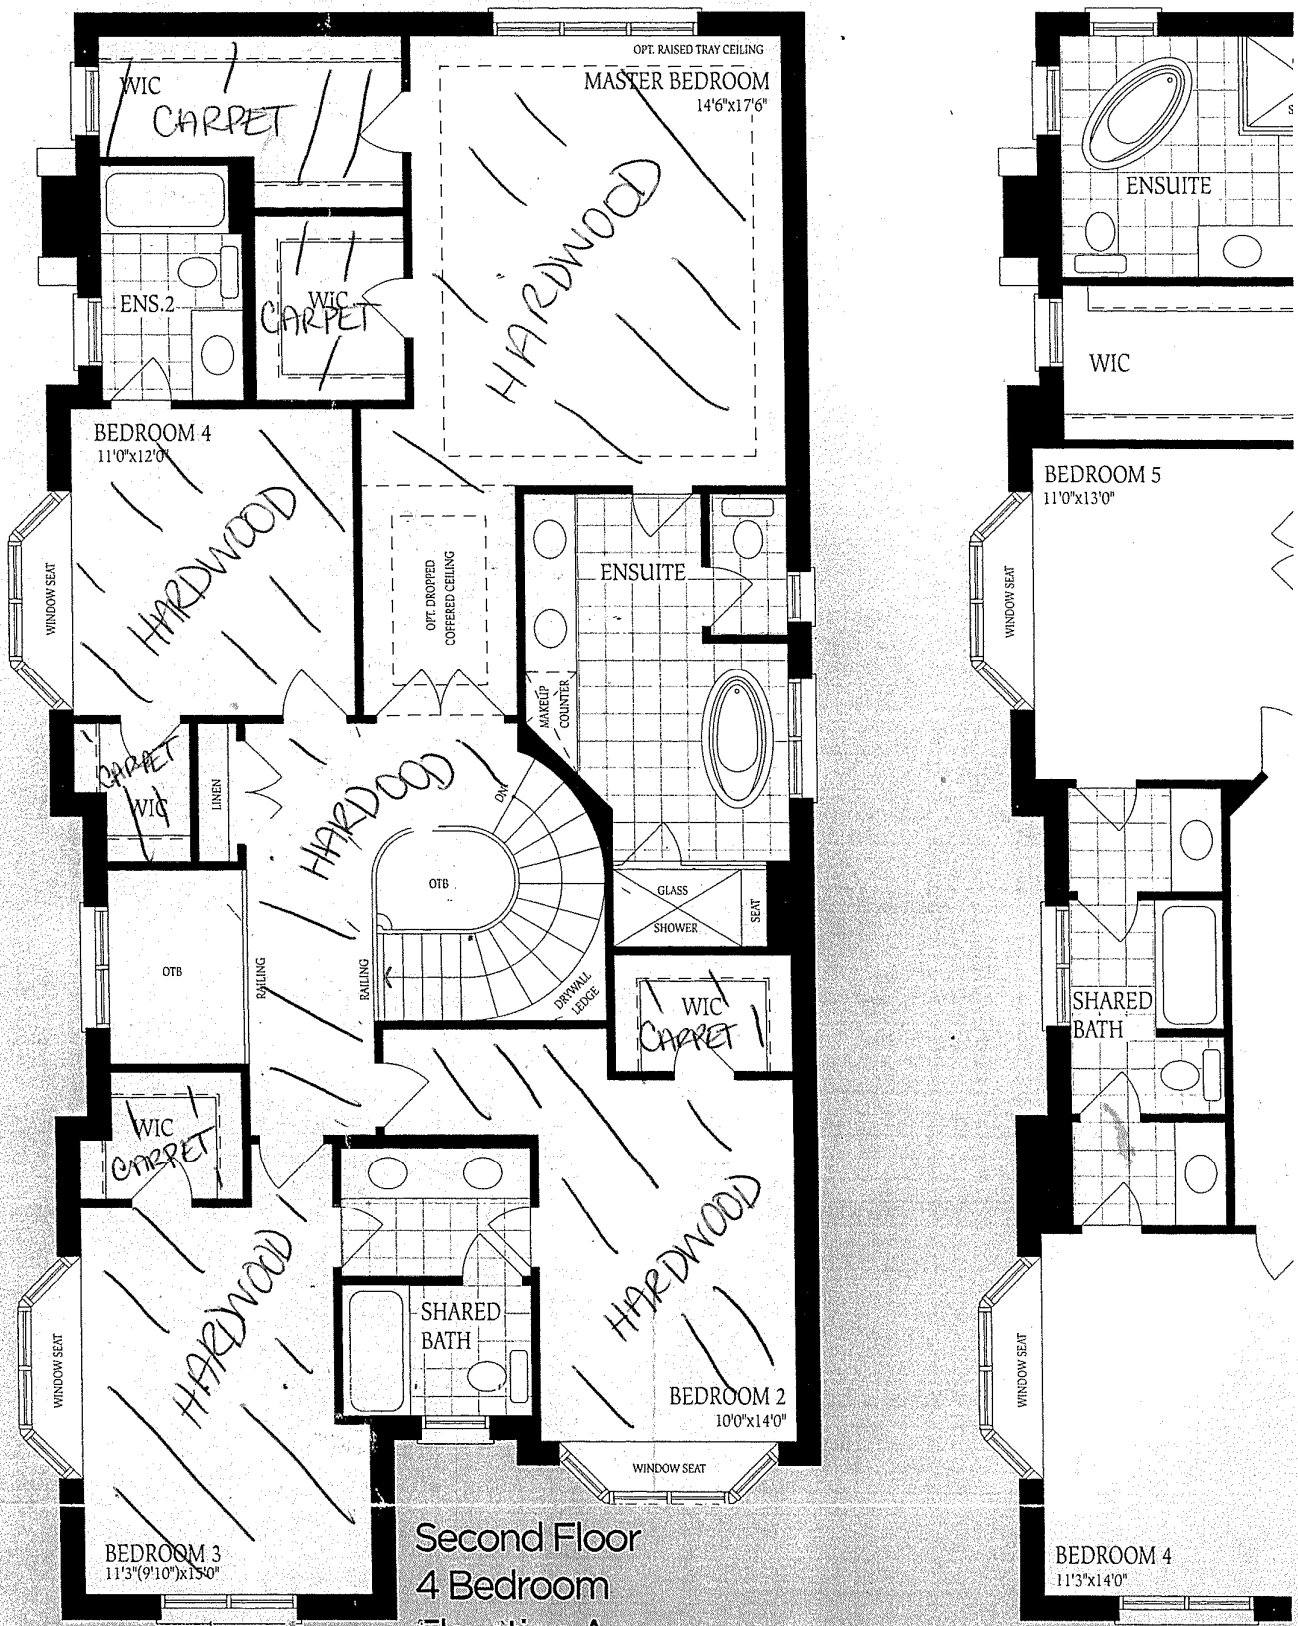 OPT. RAISED TRAY CEILING
MASTER BEDROOM
14'6"x17'6"
HARDWOOD
WIC
CARPET
WIC
CARPET
ENS.2
BEDROOM 4
11'0"x12'0"
HARDWOOD
WINDOW SEAT
OPT. DROPPED
COFFERED CEILING
ENSUITE
MAKEUP
COUNTER
CARPET
WIC
LINEN
HARDOOD
DN
OTB
OTB
RAILING
RAILING
DRYWALL
LEDGE
GLASS
SHOWER
SEAT
WIC
CARPET
WIC
CARPET
HARDWOOD
WINDOW SEAT
SHARED
BATH
HARDWOOD
BEDROOM 2
10'0"x14'0"
WINDOW SEAT
BEDROOM 3
11'3"(9'10")x15'0"
Second Floor
4 Bedroom
ENSUITE
WIC
BEDROOM 5
11'0"x13'0"
WINDOW SEAT
SHARED
BATH
WINDOW SEAT
BEDROOM 4
11'3"x14'0"